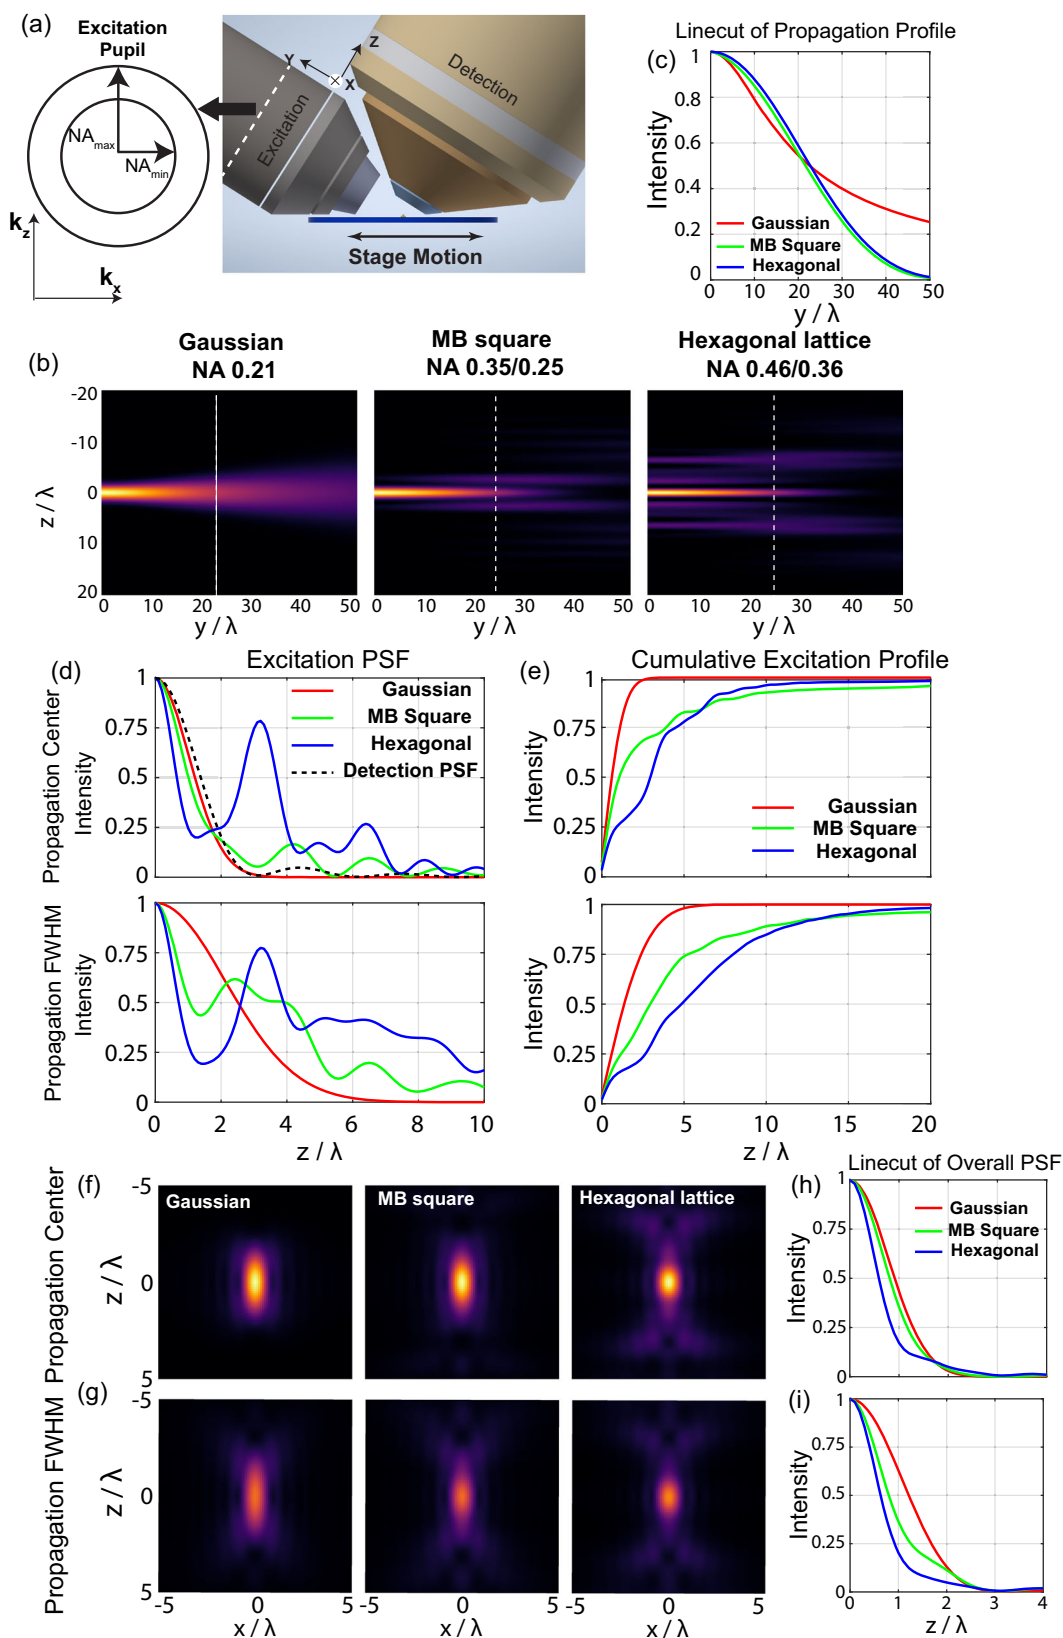 (a)
Excitation
Pupil
NAmax
NAmin
kz
kx
Y
X
Z
Excitation
Detection
Stage Motion
Linecut of Propagation Profile
(c)
Intensity
1
0.8
0.6
0.4
0.2
0
Gaussian
MB Square
Hexagonal
0 10 20 30 40 50
y / λ
(b)
Gaussian
NA 0.21
MB square
NA 0.35/0.25
Hexagonal lattice
NA 0.46/0.36
z / λ
-20
-10
0
10
20
0 10 20 30 40 50
y / λ
0 10 20 30 40 50
y / λ
0 10 20 30 40 50
y / λ
(d)
Excitation PSF
Propagation Center
Intensity
1
0.75
0.5
0.25
0
Gaussian
MB Square
Hexagonal
Detection PSF
(e)
Cumulative Excitation Profile
Intensity
1
0.75
0.5
0.25
0
Gaussian
MB Square
Hexagonal
Propagation FWHM
Intensity
1
0.75
0.5
0.25
0
0 2 4 6 8 10
z / λ
Intensity
1
0.75
0.5
0.25
0
0 5 10 15 20
z / λ
(f)
Propagation Center
z / λ
-5
0
5
Gaussian
MB square
Hexagonal lattice
Linecut of Overall PSF
(h)
Intensity
1
0.75
0.5
0.25
0
Gaussian
MB Square
Hexagonal
(g)
Propagation FWHM
z / λ
-5
0
5
-5 0 5
x / λ
-5 0 5
x / λ
-5 0 5
x / λ
(i)
Intensity
1
0.75
0.5
0.25
0
0 1 2 3 4
z / λ